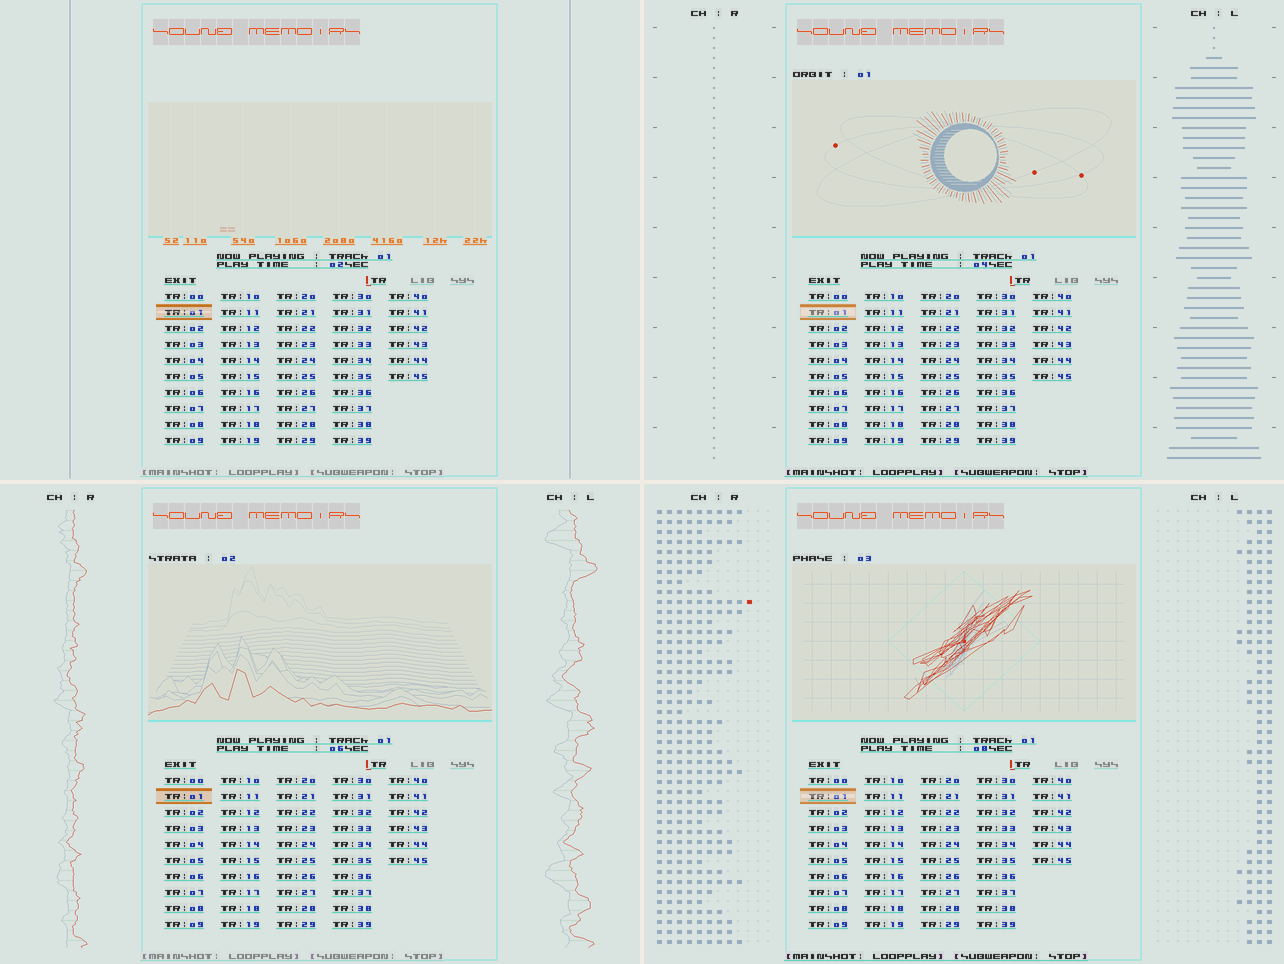 SOUND MEMOIR
52 110 540 1060 2080 4160 12k 22k
NOW PLAYING : TRACK 01
PLAY TIME : 02SEC
EXIT TR LIB SYS
TR:00 TR:10 TR:20 TR:30 TR:40
TR:01 TR:11 TR:21 TR:31 TR:41
TR:02 TR:12 TR:22 TR:32 TR:42
TR:03 TR:13 TR:23 TR:33 TR:43
TR:04 TR:14 TR:24 TR:34 TR:44
TR:05 TR:15 TR:25 TR:35 TR:45
TR:06 TR:16 TR:26 TR:36
TR:07 TR:17 TR:27 TR:37
TR:08 TR:18 TR:28 TR:38
TR:09 TR:19 TR:29 TR:39
[MAINSHOT: LOOPPLAY] [SUBWEAPON: STOP]
CH : R
CH : L
SOUND MEMOIR
ORBIT : 01
NOW PLAYING : TRACK 01
PLAY TIME : 04SEC
EXIT TR LIB SYS
TR:00 TR:10 TR:20 TR:30 TR:40
TR:01 TR:11 TR:21 TR:31 TR:41
TR:02 TR:12 TR:22 TR:32 TR:42
TR:03 TR:13 TR:23 TR:33 TR:43
TR:04 TR:14 TR:24 TR:34 TR:44
TR:05 TR:15 TR:25 TR:35 TR:45
TR:06 TR:16 TR:26 TR:36
TR:07 TR:17 TR:27 TR:37
TR:08 TR:18 TR:28 TR:38
TR:09 TR:19 TR:29 TR:39
[MAINSHOT: LOOPPLAY] [SUBWEAPON: STOP]
CH : R
CH : L
SOUND MEMOIR
STRATA : 02
NOW PLAYING : TRACK 01
PLAY TIME : 06SEC
EXIT TR LIB SYS
TR:00 TR:10 TR:20 TR:30 TR:40
TR:01 TR:11 TR:21 TR:31 TR:41
TR:02 TR:12 TR:22 TR:32 TR:42
TR:03 TR:13 TR:23 TR:33 TR:43
TR:04 TR:14 TR:24 TR:34 TR:44
TR:05 TR:15 TR:25 TR:35 TR:45
TR:06 TR:16 TR:26 TR:36
TR:07 TR:17 TR:27 TR:37
TR:08 TR:18 TR:28 TR:38
TR:09 TR:19 TR:29 TR:39
[MAINSHOT: LOOPPLAY] [SUBWEAPON: STOP]
CH : R
CH : L
SOUND MEMOIR
PHASE : 03
NOW PLAYING : TRACK 01
PLAY TIME : 08SEC
EXIT TR LIB SYS
TR:00 TR:10 TR:20 TR:30 TR:40
TR:01 TR:11 TR:21 TR:31 TR:41
TR:02 TR:12 TR:22 TR:32 TR:42
TR:03 TR:13 TR:23 TR:33 TR:43
TR:04 TR:14 TR:24 TR:34 TR:44
TR:05 TR:15 TR:25 TR:35 TR:45
TR:06 TR:16 TR:26 TR:36
TR:07 TR:17 TR:27 TR:37
TR:08 TR:18 TR:28 TR:38
TR:09 TR:19 TR:29 TR:39
[MAINSHOT: LOOPPLAY] [SUBWEAPON: STOP]